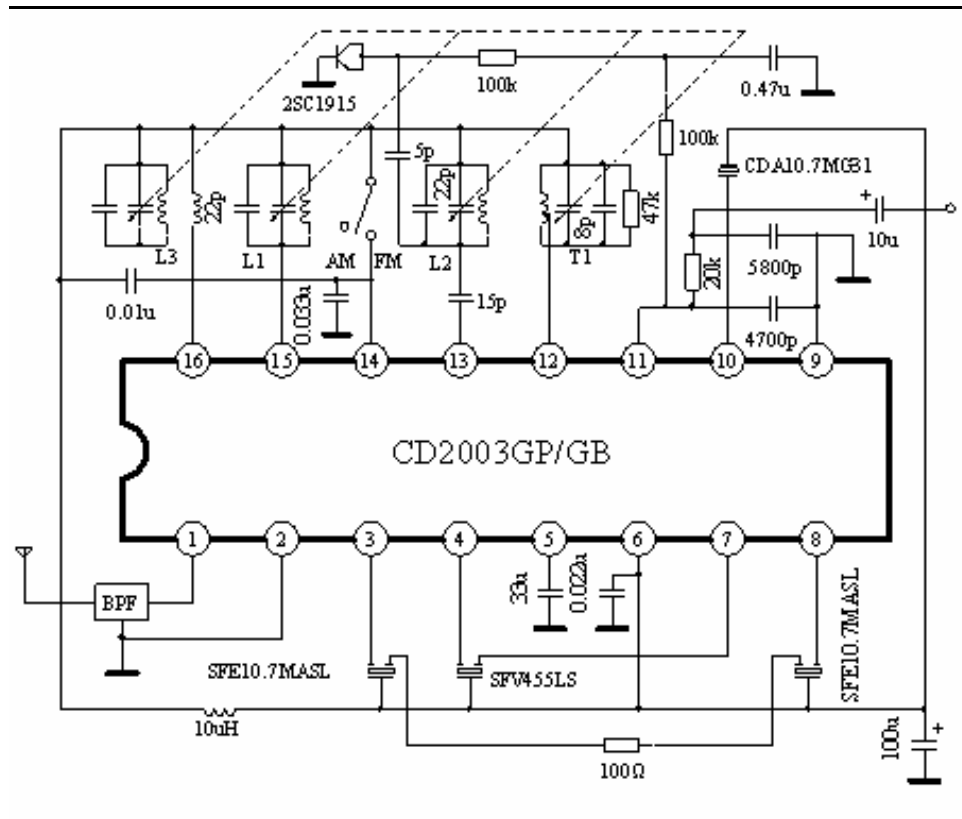 2SC1915
100k
0.47u
100k
5p
CDA10.7MGB1
22p
22p
8p
47k
+
10u
L3
L1
AM
FM
L2
T1
20k
5800p
0.01u
0.033u
15p
4700p
16
15
14
13
12
11
10
9
CD2003GP/GB
1
2
3
4
5
6
7
8
BPF
33u
0.022u
SFE10.7MASL
SFE10.7MASL
SFV455LS
10uH
100Ω
100u
+